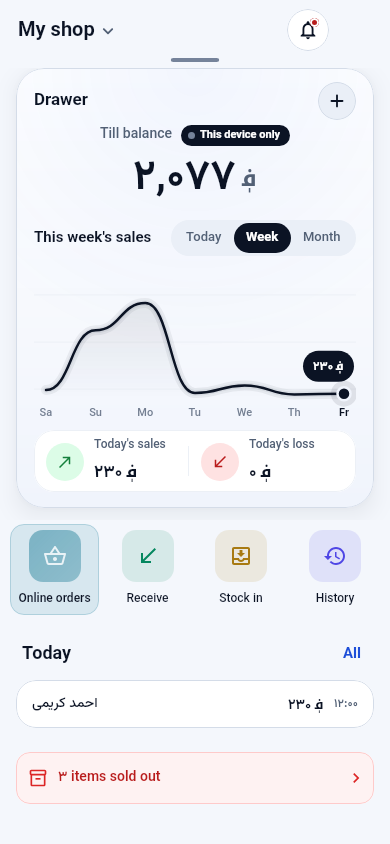 My shop
Drawer
Till balance This device only
۲,۰۷۷ ؋
This week's sales Today Week Month
؋ ۲۳۰
Sa Su Mo Tu We Th Fr
Today's sales
۲۳۰ ؋
Today's loss
۰ ؋
Online orders Receive Stock in History
Today All
احمد کریمی ۲۳۰ ؋ ۱۲:۰۰
۳ items sold out